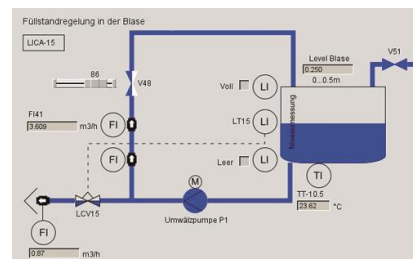 Füllstandregelung in der Blase
LICA-15
Level Blase
0.250
0...0.5m
V51
86
V48
Voll
LI
FI41
3.609 m3/h
FI
LT15
LI
Niveaumessung
Leer
LI
FI
TI
TT-10.5
23.62 °C
M
LCV15
Umwälzpumpe P1
FI
0.87 m3/h